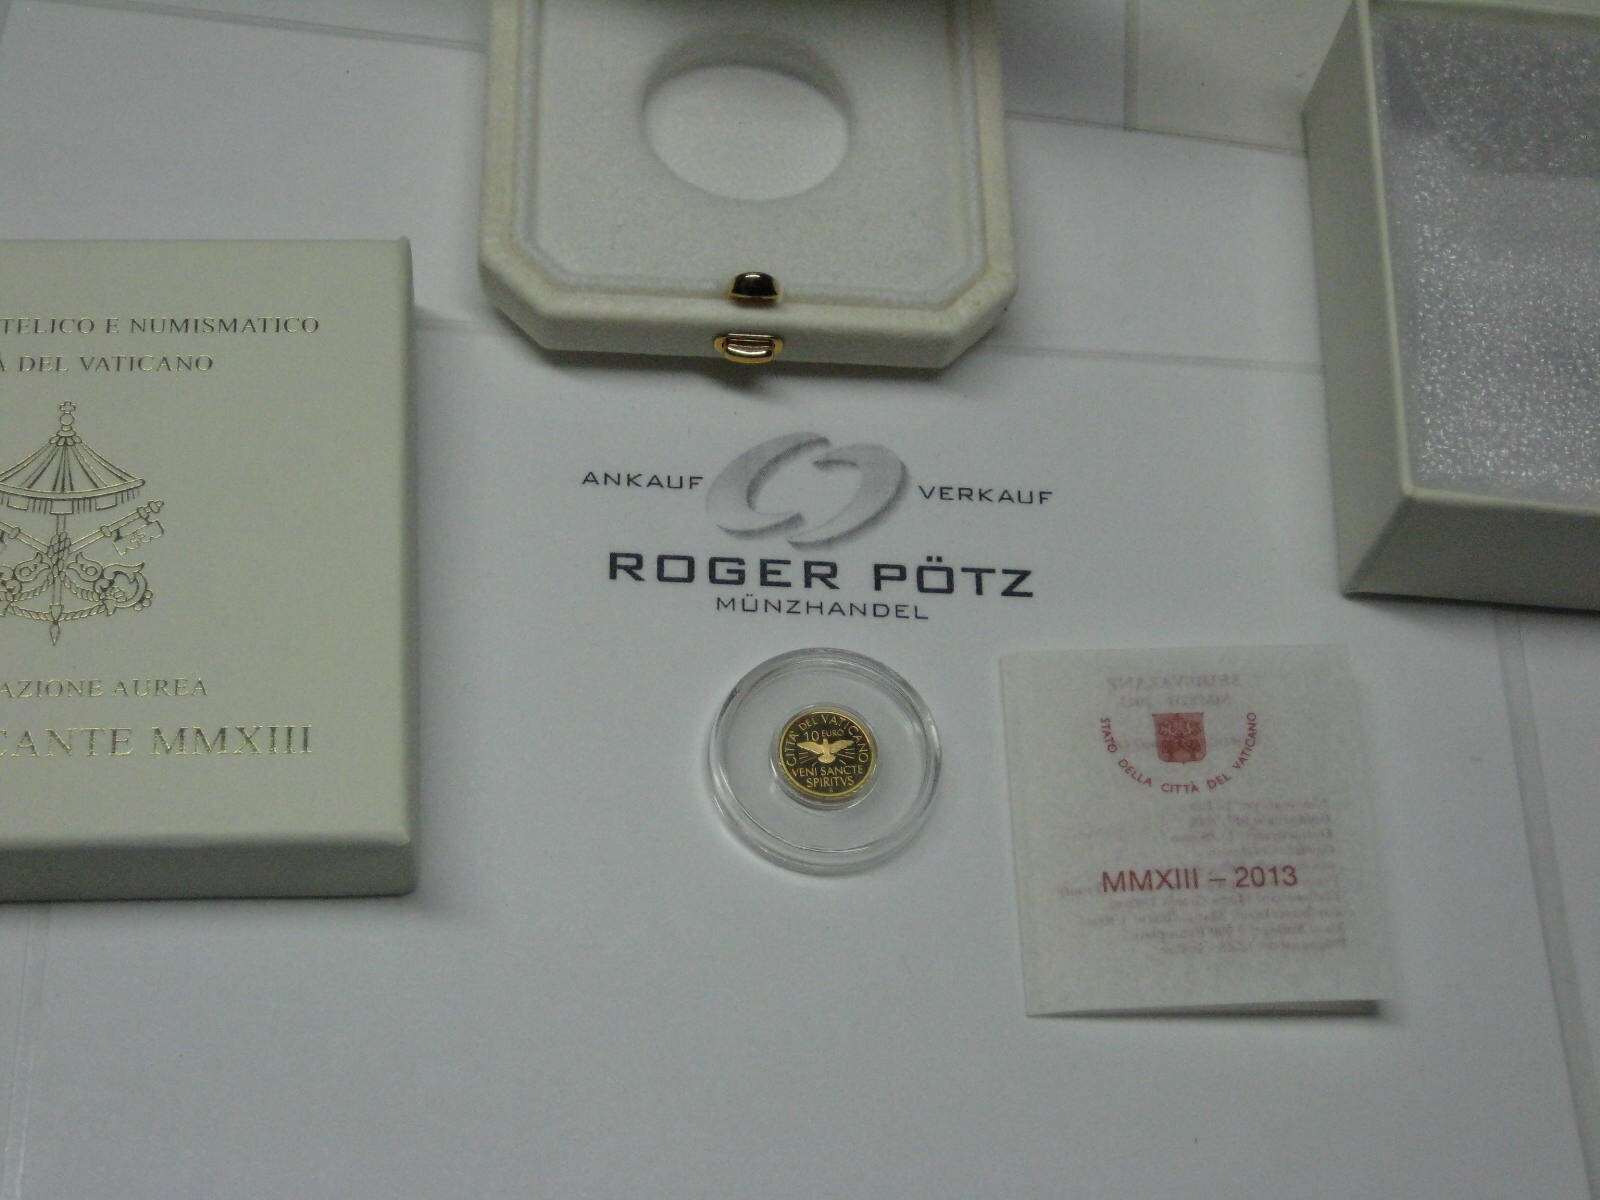 TELICO E NUMISMATICO
À DEL VATICANO
AZIONE AUREA
CANTE MMXIII
ANKAUF VERKAUF
ROGER PÖTZ
MÜNZHANDEL
CITTA' DEL VATICANO
10 EURO
VENI SANCTE
SPIRITVS
STATO DELLA CITTÀ DEL VATICANO
MMXIII – 2013